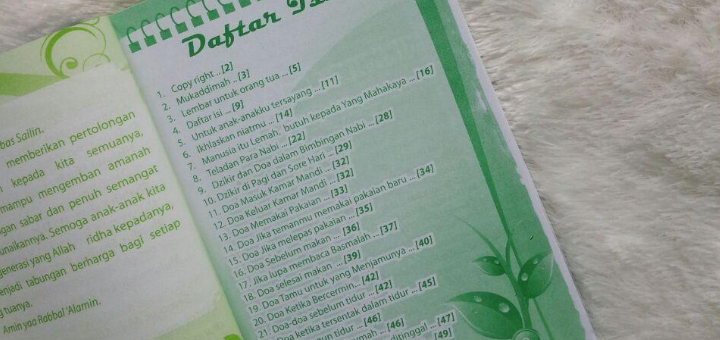 bas Sailin.
memberikan pertolongan
kepada kita semuanya,
mampu mengemban amanah
gan sabar dan penuh semangat
unaikannya. Semoga anak-anak kita
generasi yang Allah ridha kepadanya,
enjadi tabungan berharga bagi setiap
g tuanya.
Amin yaa Rabbal 'Alamin.
Daftar Isi
1. Copy right ... [2]
2. Mukaddimah ... [3]
3. Lembar untuk orang tua ... [5]
4. Daftar Isi ... [9]
5. Untuk anak-anakku tersayang ... [11]
6. Ikhlaskan niatmu ... [14]
7. Manusia itu Lemah, butuh kepada Yang Mahakaya ... [16]
8. Teladan Para Nabi ... [22]
9. Dzikir dan Doa dalam Bimbingan Nabi ... [28]
10. Dzikir di Pagi dan Sore Hari ... [29]
11. Doa Masuk Kamar Mandi ... [32]
12. Doa Keluar Kamar Mandi ... [32]
13. Doa Memakai Pakaian ... [33]
14. Doa Jika temanmu memakai pakaian baru ... [34]
15. Doa Jika melepas pakaian ... [35]
16. Doa Sebelum makan ... [36]
17. Jika lupa membaca Basmalah ... [37]
18. Doa selesai makan ... [39]
19. Doa Tamu untuk yang Menjamunya ... [40]
20. Doa Ketika Bercermin... [42]
21. Doa-doa sebelum tidur ... [42]
Doa ketika tersentak dalam tidur ... [45]
tidur ... [46]
[46]
ditinggal ... [47]
[49]